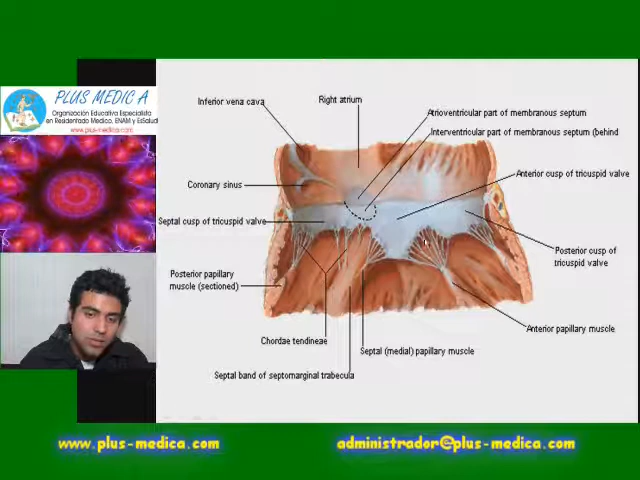 PLUS MEDIC A
Organización Educativa Especialista
en Residentado Medico, ENAM y EsSalud
www.plus-medica.com
Inferior vena cava
Right atrium
Atrioventricular part of membranous septum
Interventricular part of membranous septum (behind
Coronary sinus
Anterior cusp of tricuspid valve
Septal cusp of tricuspid valve
Posterior cusp of
tricuspid valve
Posterior papillary
muscle (sectioned)
Anterior papillary muscle
Chordae tendineae
Septal (medial) papillary muscle
Septal band of septomarginal trabecula
www.plus-medica.com
administrador@plus-medica.com